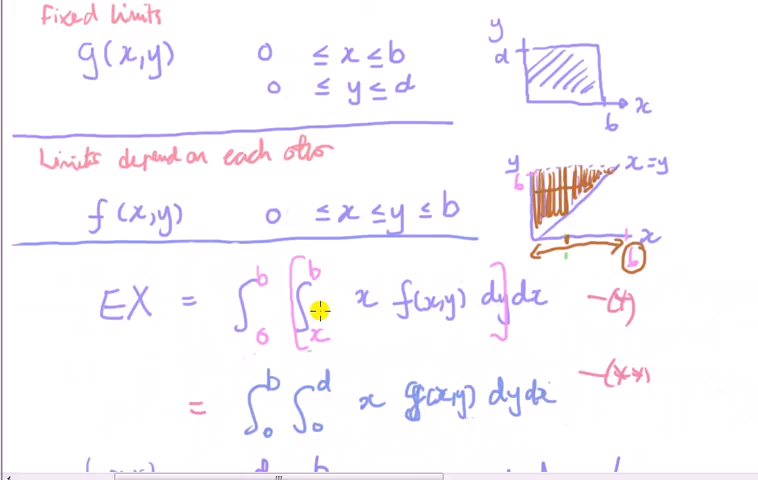 Fixed Limits
g(x,y) 0 ≤ x ≤ b
0 ≤ y ≤ d
y
d
x
b
Limits depend on each other
f(x,y) 0 ≤ x ≤ y ≤ b
y
b
x=y
x
1
b
EX = ∫₀ᵇ [∫ₓᵇ x f(x,y) dy] dx —(*)
= ∫₀ᵇ ∫₀ᵈ x g(x,y) dy dx —(**)